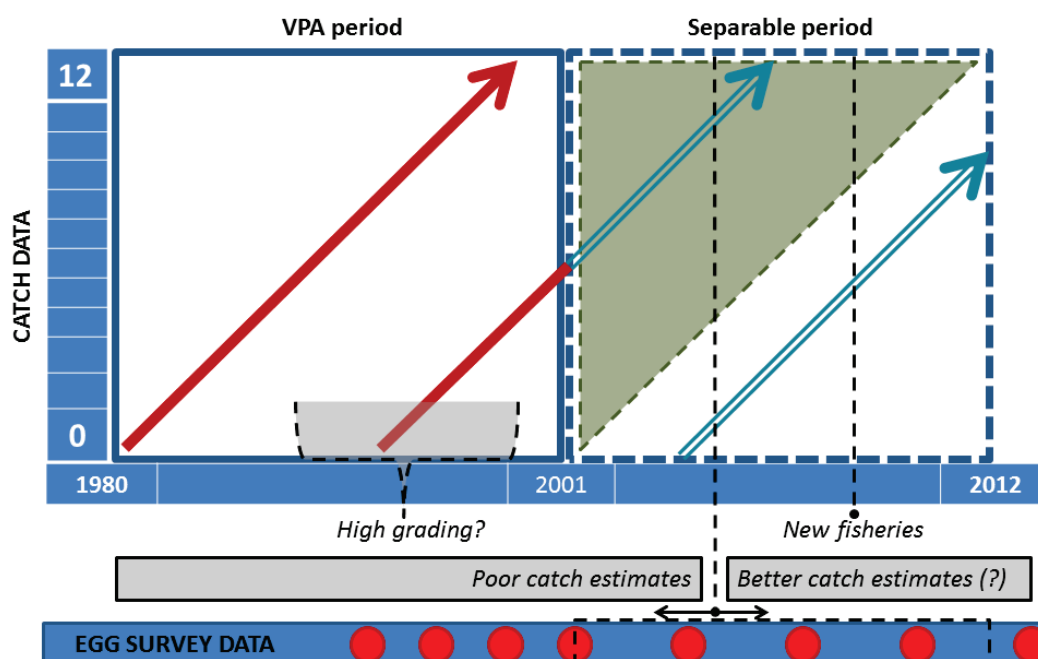 VPA period
Separable period
12
CATCH DATA
0
1980
2001
2012
High grading?
New fisheries
Poor catch estimates
Better catch estimates (?)
EGG SURVEY DATA